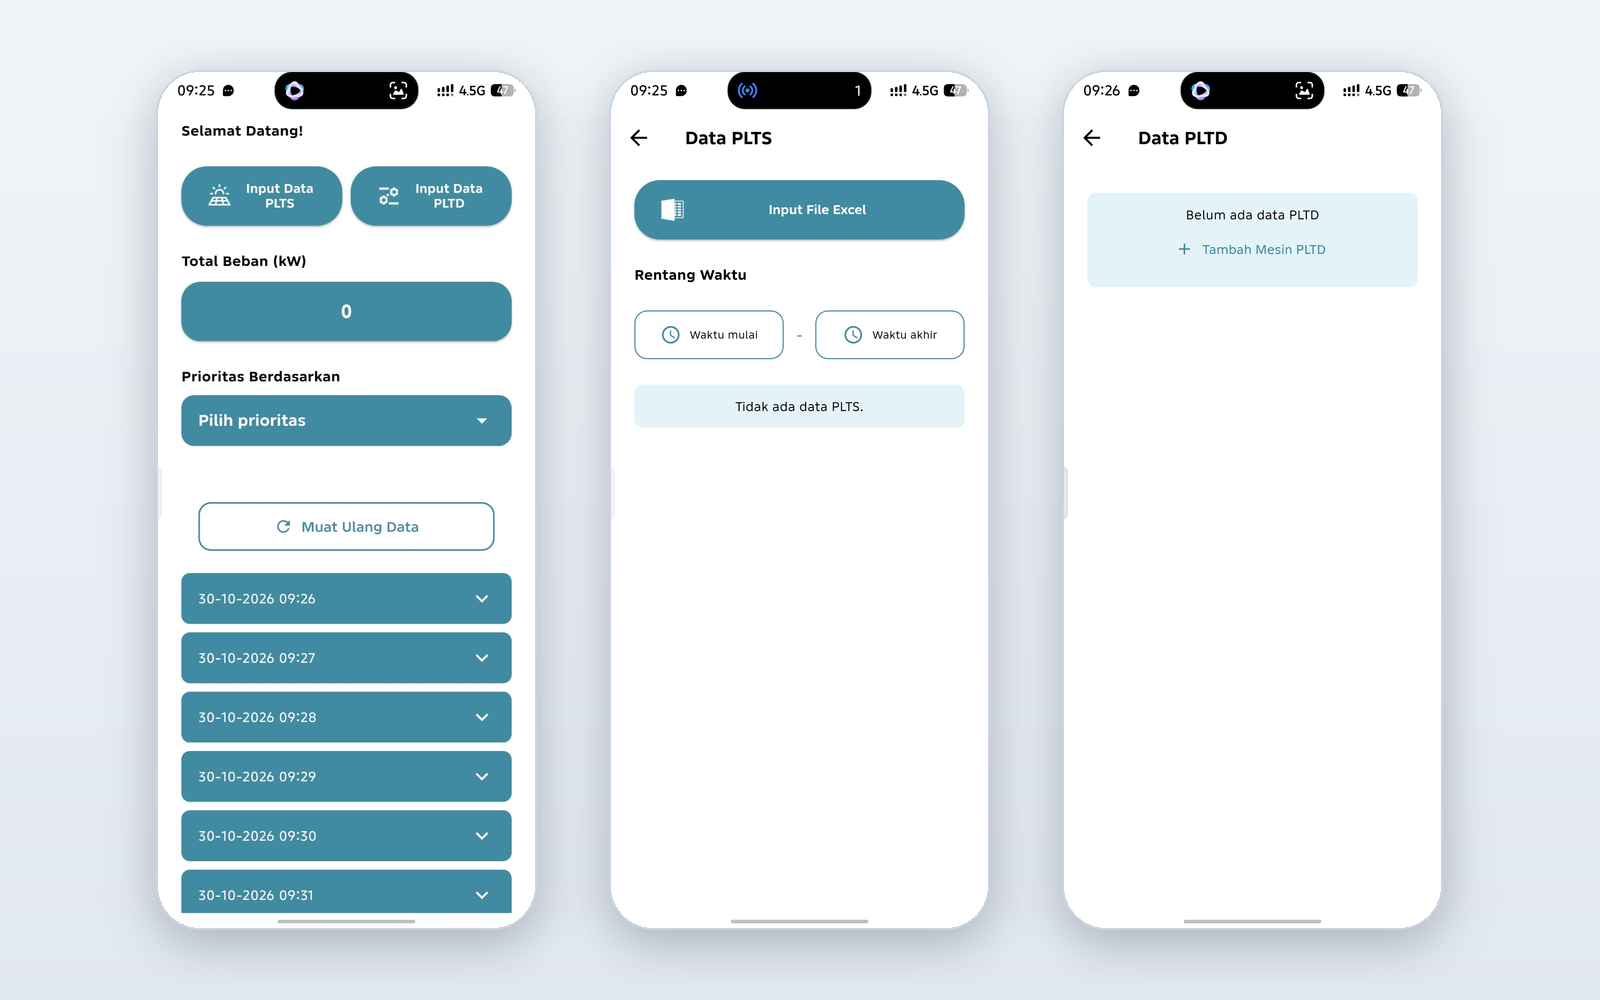 09:25
4.5G
47
Selamat Datang!
Input Data
PLTS
Input Data
PLTD
Total Beban (kW)
0
Prioritas Berdasarkan
Pilih prioritas
Muat Ulang Data
30-10-2026 09:26
30-10-2026 09:27
30-10-2026 09:28
30-10-2026 09:29
30-10-2026 09:30
30-10-2026 09:31
09:25
1
4.5G
47
Data PLTS
Input File Excel
Rentang Waktu
Waktu mulai
-
Waktu akhir
Tidak ada data PLTS.
09:26
4.5G
47
Data PLTD
Belum ada data PLTD
+ Tambah Mesin PLTD